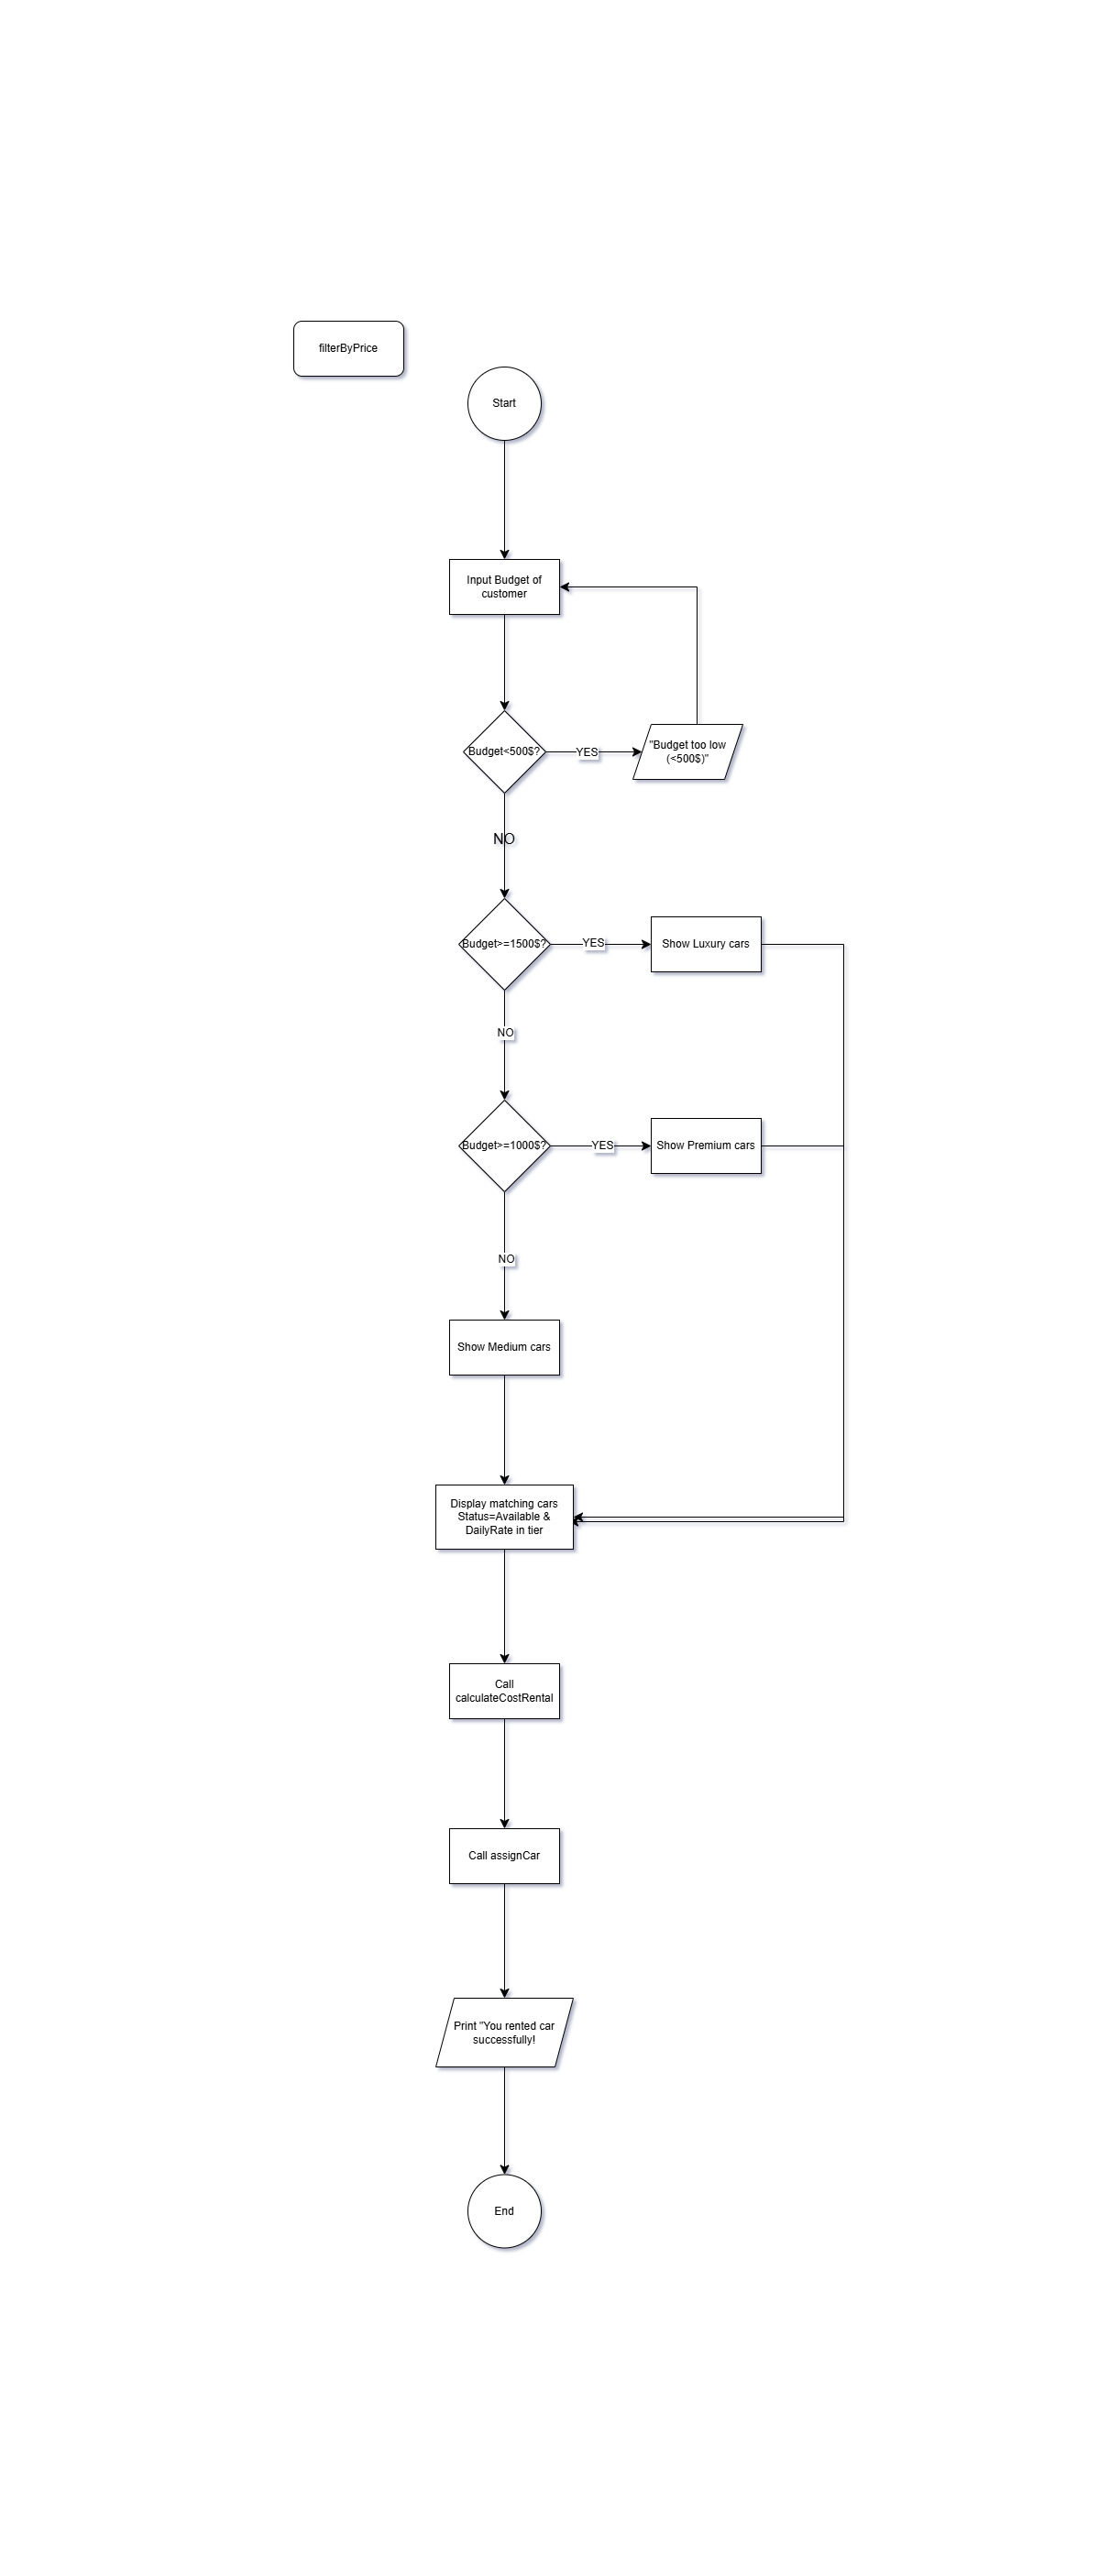 filterByPrice
Start
Input Budget of
customer
Budget<500$?
YES
"Budget too low
(<500$)"
NO
Budget>=1500$?
YES
Show Luxury cars
NO
Budget>=1000$?
YES
Show Premium cars
NO
Show Medium cars
Display matching cars
Status=Available &
DailyRate in tier
Call
calculateCostRental
Call assignCar
Print "You rented car
successfully!
End